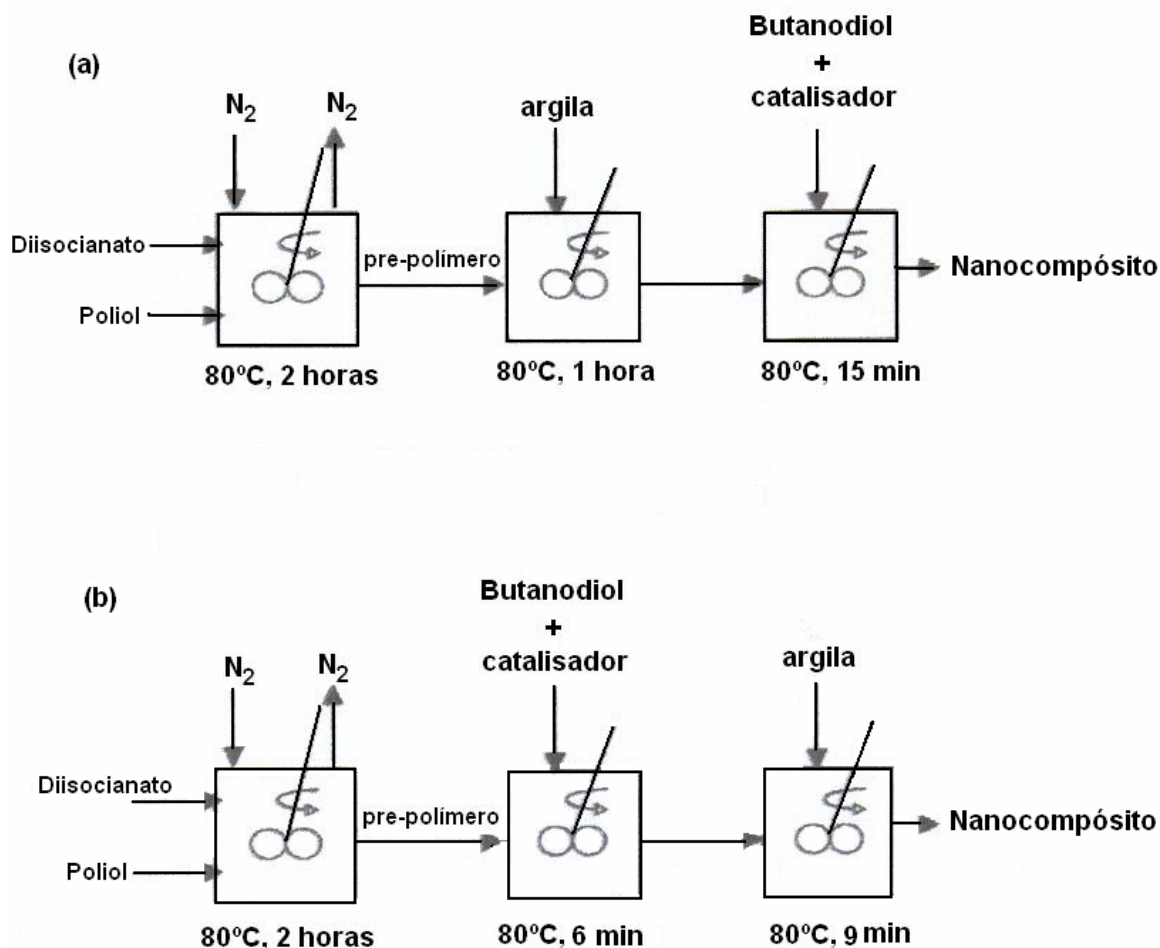 Butanodiol
+
catalisador
(a)
N2
N2
argila
Diisocianato
pre-polímero
Nanocompósito
Poliol
80ºC, 2 horas
80ºC, 1 hora
80ºC, 15 min
(b)
Butanodiol
+
catalisador
N2
N2
argila
Diisocianato
pre-polímero
Nanocompósito
Poliol
80ºC, 2 horas
80ºC, 6 min
80ºC, 9 min